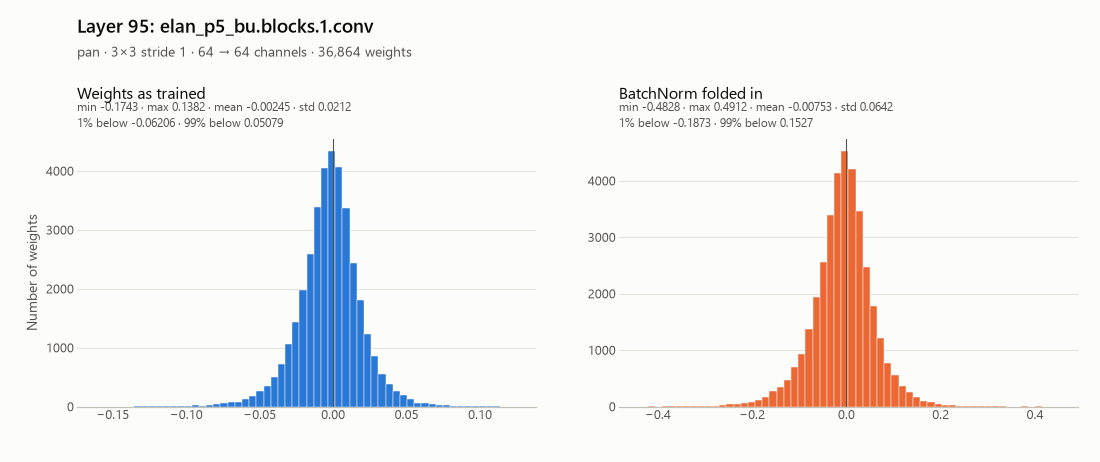 Layer 95: elan_p5_bu.blocks.1.conv
pan · 3×3 stride 1 · 64 → 64 channels · 36,864 weights
Weights as trained
min -0.1743 · max 0.1382 · mean -0.00245 · std 0.0212
1% below -0.06206 · 99% below 0.05079
Number of weights
4000
3000
2000
1000
0
−0.15 −0.10 −0.05 0.00 0.05 0.10
BatchNorm folded in
min -0.4828 · max 0.4912 · mean -0.00753 · std 0.0642
1% below -0.1873 · 99% below 0.1527
4000
3000
2000
1000
0
−0.4 −0.2 0.0 0.2 0.4